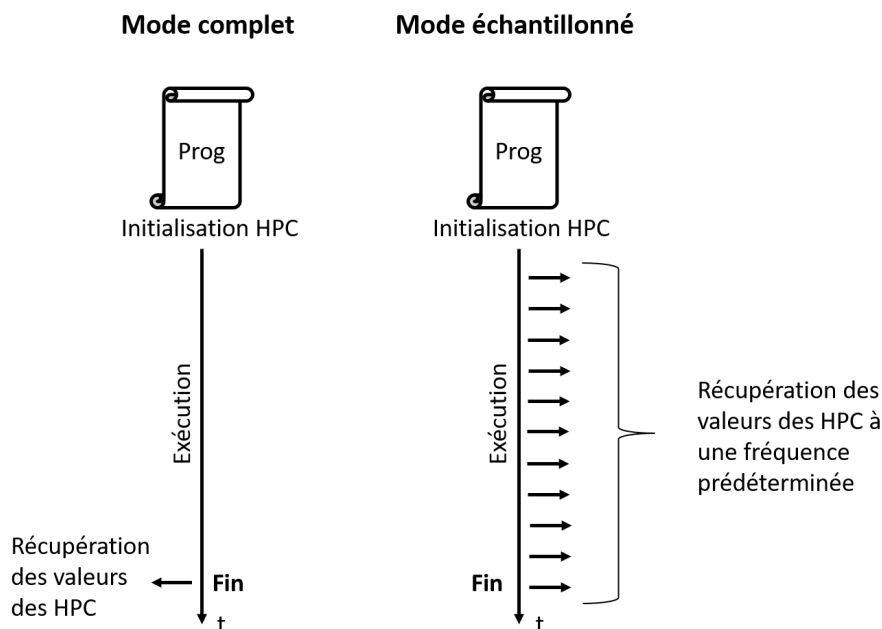 Mode complet
Mode échantillonné
Prog
Prog
Initialisation HPC
Initialisation HPC
Exécution
Exécution
Récupération des
valeurs des HPC à
une fréquence
prédéterminée
Récupération
des valeurs
des HPC
Fin
Fin
t
t